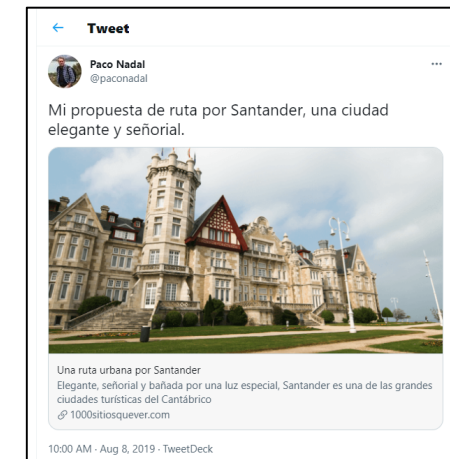 Tweet
Paco Nadal
@paconadal
Mi propuesta de ruta por Santander, una ciudad
elegante y señorial.
Una ruta urbana por Santander
Elegante, señorial y bañada por una luz especial, Santander es una de las grandes
ciudades turísticas del Cantábrico
1000sitiosquever.com
10:00 AM · Aug 8, 2019 · TweetDeck